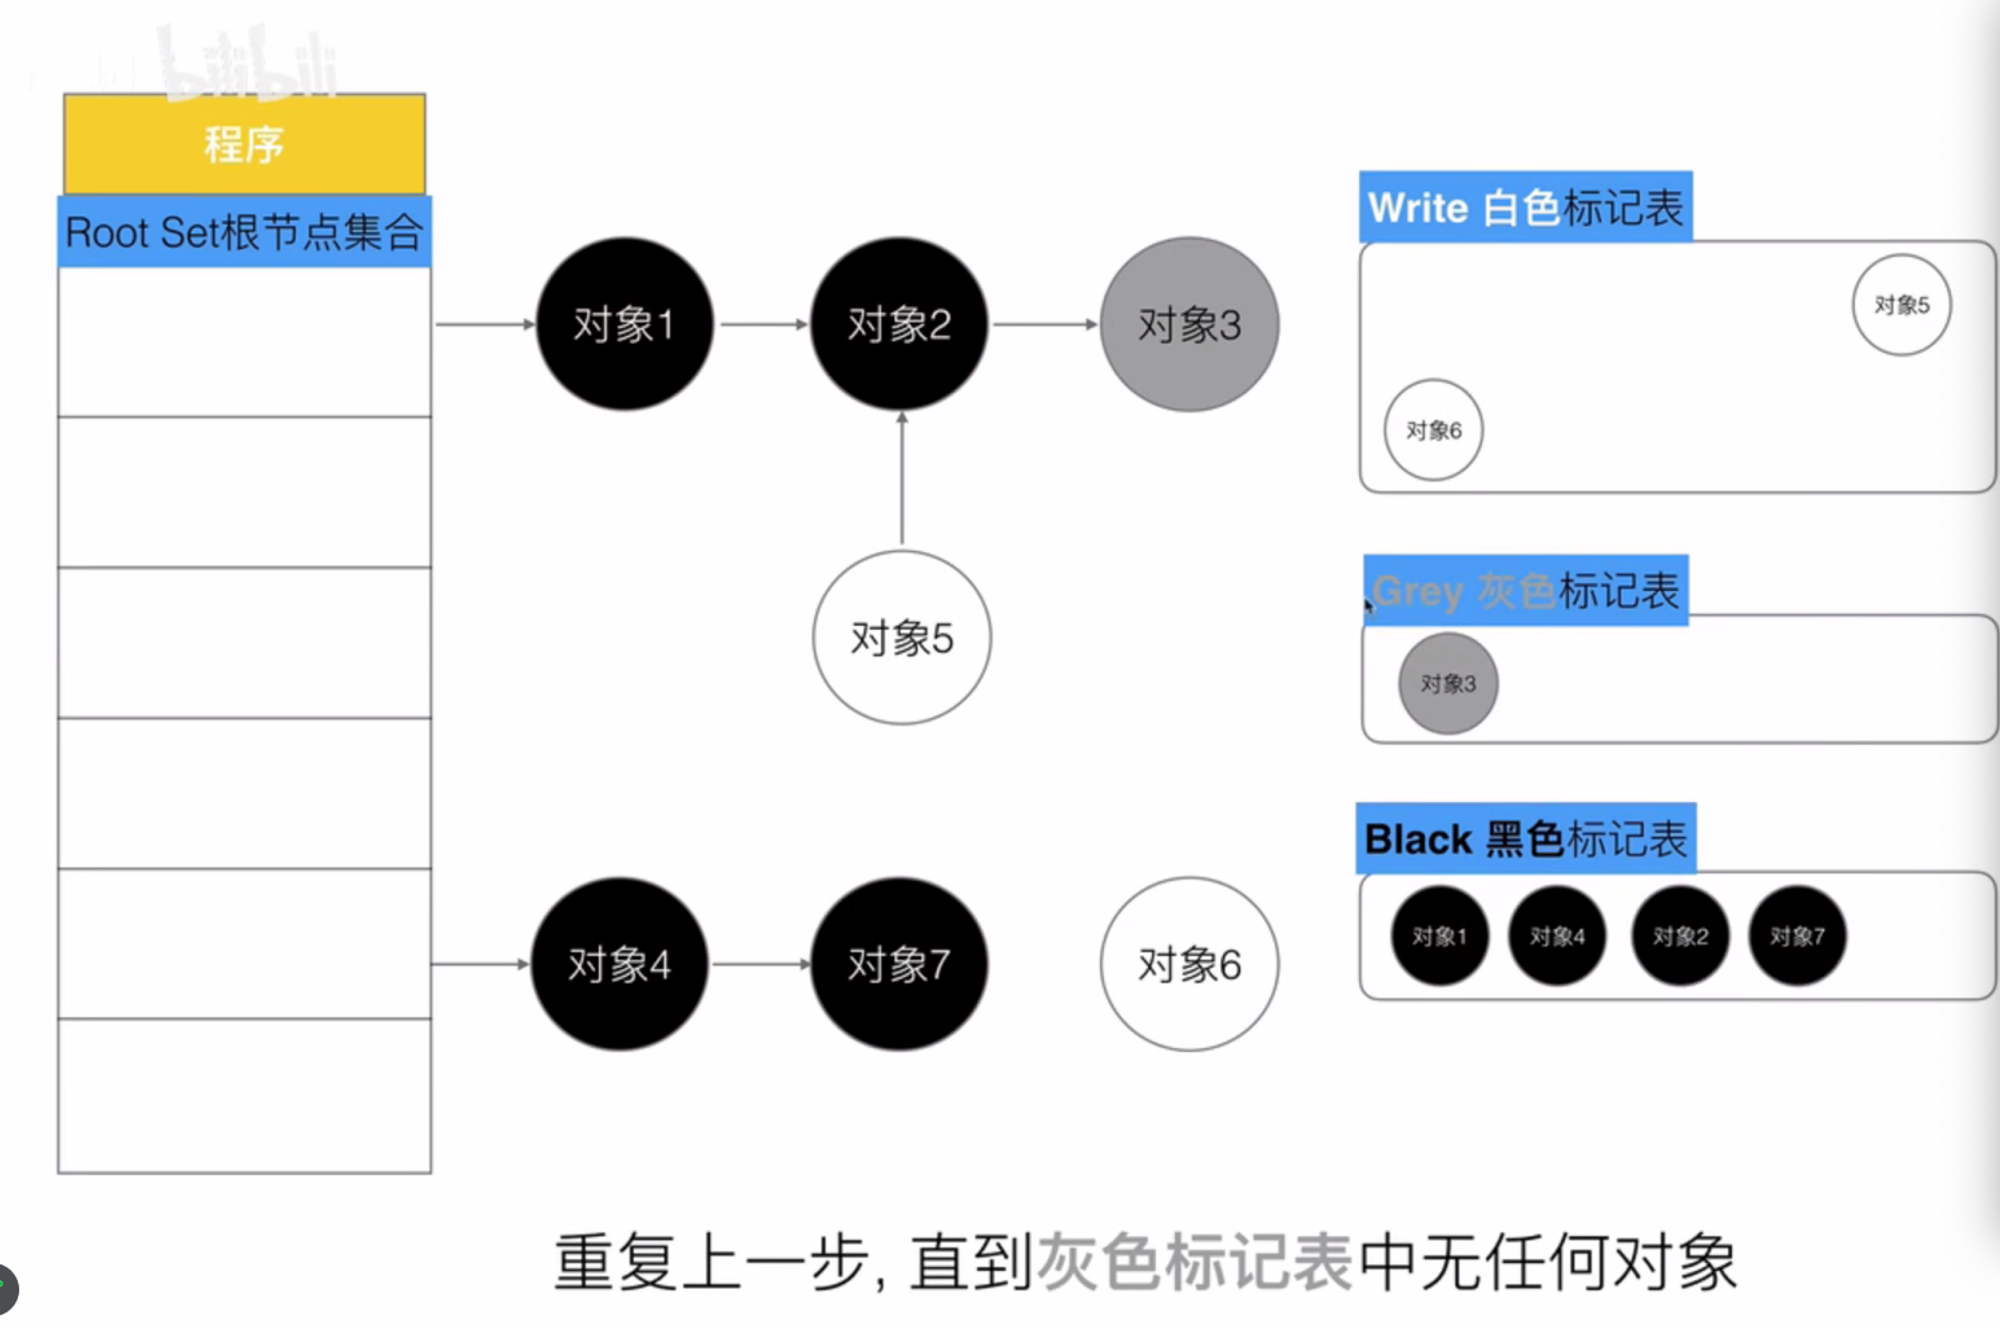 bilibili
程序
Root Set根节点集合
对象1
对象2
对象3
对象5
对象4
对象7
对象6
Write 白色标记表
对象5
对象6
Grey 灰色标记表
对象3
Black 黑色标记表
对象1
对象4
对象2
对象7
重复上一步, 直到灰色标记表中无任何对象